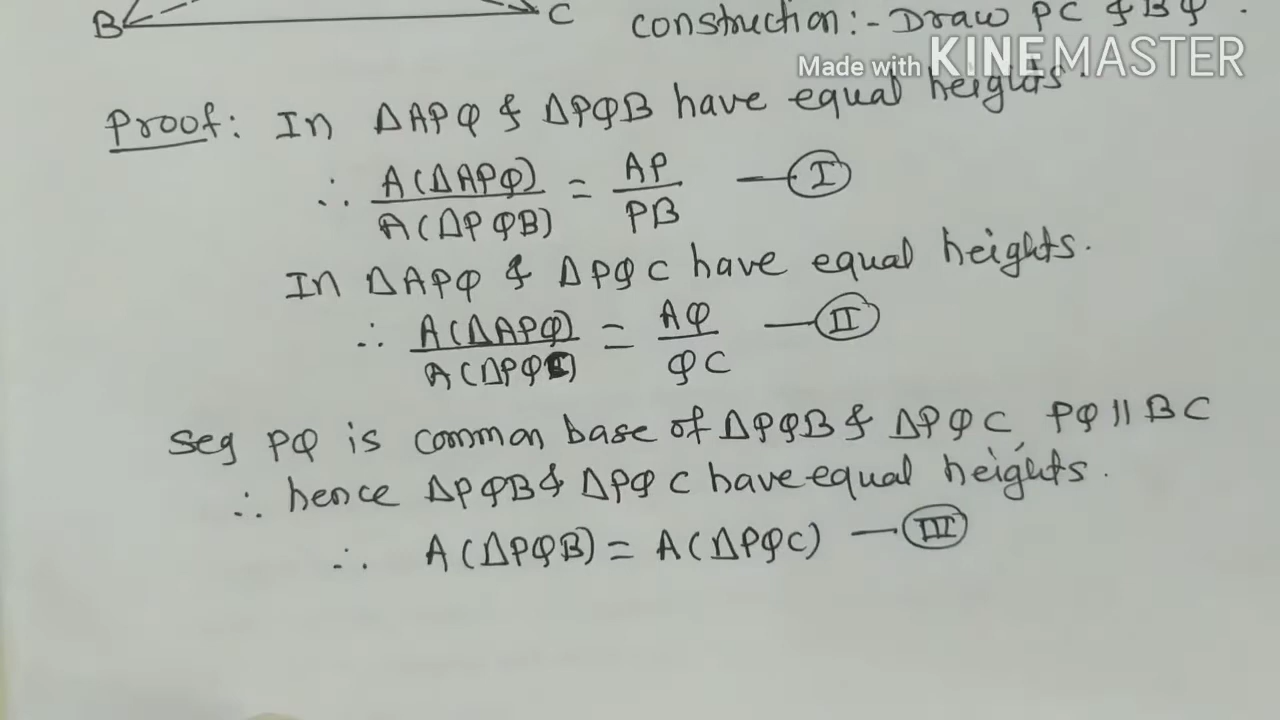 B C construction:- Draw PC & BQ.
Made with KINEMASTER
Proof: In ΔAPQ & ΔPQB have equal heights.
∴ A(ΔAPQ) / A(ΔPQB) = AP / PB — I
In ΔAPQ & ΔPQC have equal heights.
∴ A(ΔAPQ) / A(ΔPQC) = AQ / QC — II
Seg PQ is common base of ΔPQB & ΔPQC, PQ || BC
∴ hence ΔPQB & ΔPQC have equal heights.
∴ A(ΔPQB) = A(ΔPQC) — III